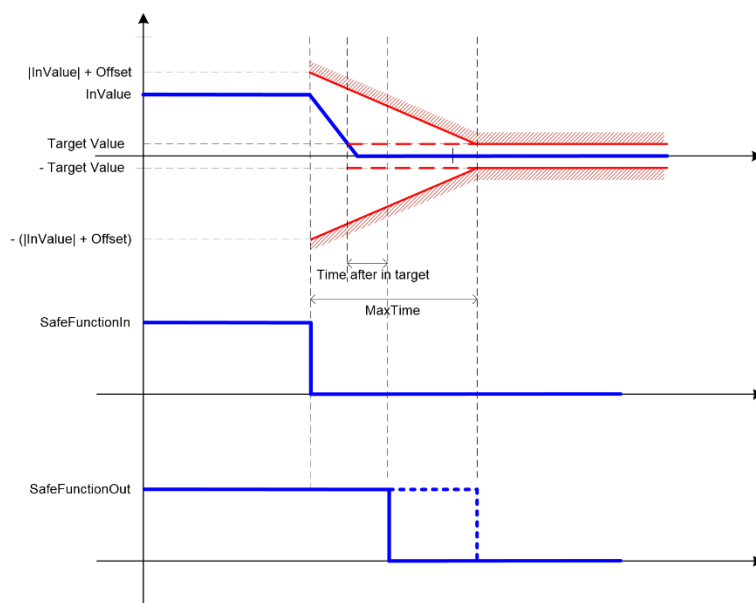 |InValue| + Offset
InValue
Target Value
- Target Value
- (|InValue| + Offset)
Time after in target
MaxTime
SafeFunctionIn
SafeFunctionOut